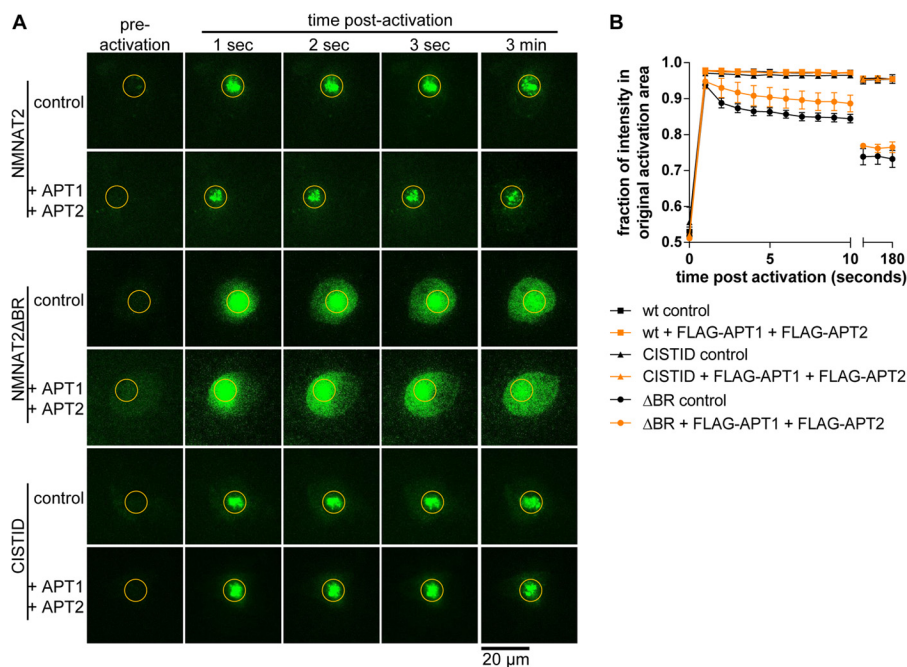 A
pre-
activation
time post-activation
1 sec
2 sec
3 sec
3 min
NMNAT2
control
+ APT1
+ APT2
NMNAT2ΔBR
control
+ APT1
+ APT2
CISTID
control
+ APT1
+ APT2
20 µm
B
fraction of intensity in
original activation area
1.0
0.9
0.8
0.7
0.6
0.5
0
5
10
180
time post activation (seconds)
wt control
wt + FLAG-APT1 + FLAG-APT2
CISTID control
CISTID + FLAG-APT1 + FLAG-APT2
ΔBR control
ΔBR + FLAG-APT1 + FLAG-APT2